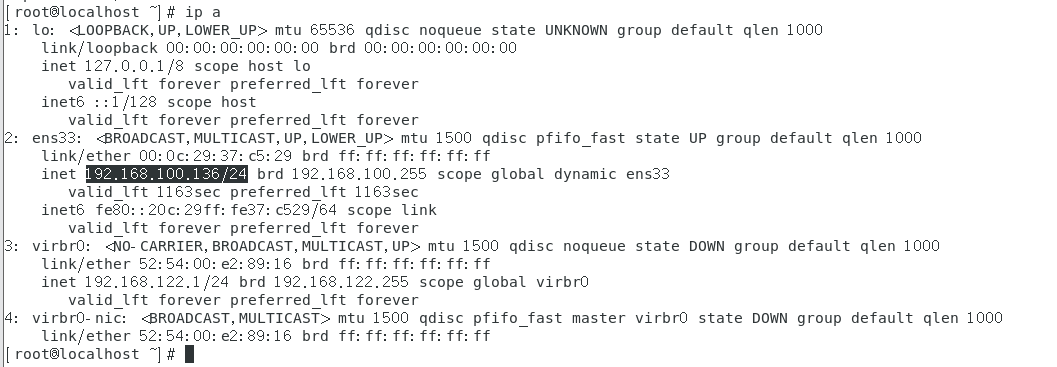 [root@localhost ~]# ip a
1: lo: <LOOPBACK,UP,LOWER_UP> mtu 65536 qdisc noqueue state UNKNOWN group default qlen 1000
link/loopback 00:00:00:00:00:00 brd 00:00:00:00:00:00
inet 127.0.0.1/8 scope host lo
valid_lft forever preferred_lft forever
inet6 ::1/128 scope host
valid_lft forever preferred_lft forever
2: ens33: <BROADCAST,MULTICAST,UP,LOWER_UP> mtu 1500 qdisc pfifo_fast state UP group default qlen 1000
link/ether 00:0c:29:37:c5:29 brd ff:ff:ff:ff:ff:ff
inet 192.168.100.136/24 brd 192.168.100.255 scope global dynamic ens33
valid_lft 1163sec preferred_lft 1163sec
inet6 fe80::20c:29ff:fe37:c529/64 scope link
valid_lft forever preferred_lft forever
3: virbr0: <NO-CARRIER,BROADCAST,MULTICAST,UP> mtu 1500 qdisc noqueue state DOWN group default qlen 1000
link/ether 52:54:00:e2:89:16 brd ff:ff:ff:ff:ff:ff
inet 192.168.122.1/24 brd 192.168.122.255 scope global virbr0
valid_lft forever preferred_lft forever
4: virbr0-nic: <BROADCAST,MULTICAST> mtu 1500 qdisc pfifo_fast master virbr0 state DOWN group default qlen 1000
link/ether 52:54:00:e2:89:16 brd ff:ff:ff:ff:ff:ff
[root@localhost ~]#